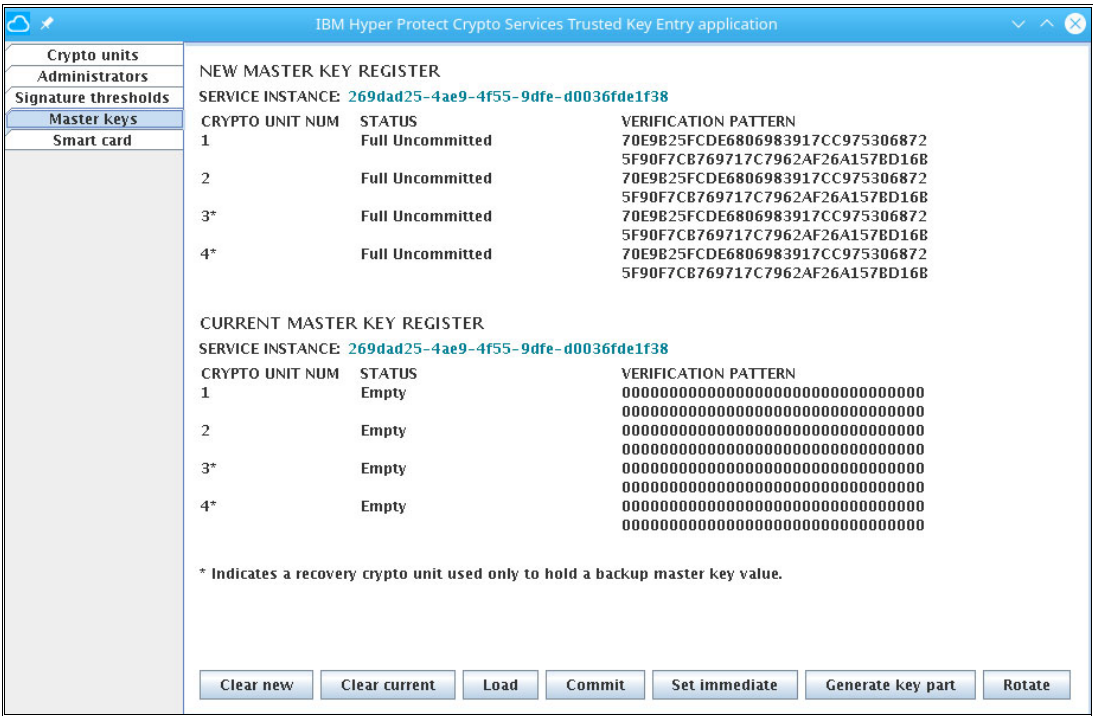 IBM Hyper Protect Crypto Services Trusted Key Entry application
Crypto units
Administrators
Signature thresholds
Master keys
Smart card
NEW MASTER KEY REGISTER
SERVICE INSTANCE: 269dad25-4ae9-4f55-9dfe-d0036fde1f38
CRYPTO UNIT NUM STATUS VERIFICATION PATTERN
1 Full Uncommitted 70E9B25FCDE6806983917CC975306872
5F90F7CB769717C7962AF26A157BD16B
2 Full Uncommitted 70E9B25FCDE6806983917CC975306872
5F90F7CB769717C7962AF26A157BD16B
3* Full Uncommitted 70E9B25FCDE6806983917CC975306872
5F90F7CB769717C7962AF26A157BD16B
4* Full Uncommitted 70E9B25FCDE6806983917CC975306872
5F90F7CB769717C7962AF26A157BD16B
CURRENT MASTER KEY REGISTER
SERVICE INSTANCE: 269dad25-4ae9-4f55-9dfe-d0036fde1f38
CRYPTO UNIT NUM STATUS VERIFICATION PATTERN
1 Empty 00000000000000000000000000000000
00000000000000000000000000000000
2 Empty 00000000000000000000000000000000
00000000000000000000000000000000
3* Empty 00000000000000000000000000000000
00000000000000000000000000000000
4* Empty 00000000000000000000000000000000
00000000000000000000000000000000
* Indicates a recovery crypto unit used only to hold a backup master key value.
Clear new Clear current Load Commit Set immediate Generate key part Rotate